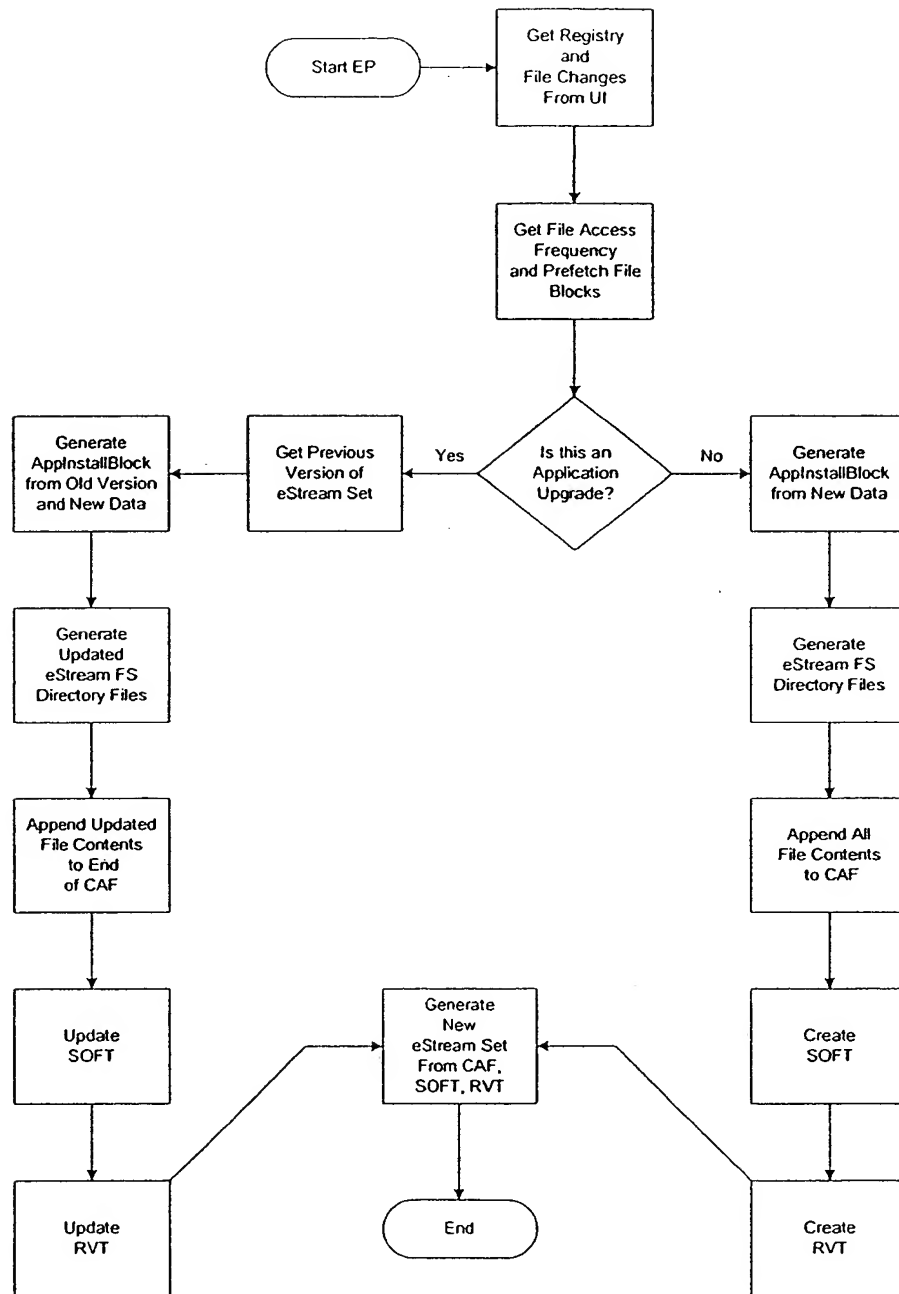 Start EP
Get Registry
and
File Changes
From UI
Get File Access
Frequency
and Prefetch File
Blocks
Is this an
Application
Upgrade?
Yes
No
Get Previous
Version of
eStream Set
Generate
AppInstallBlock
from Old Version
and New Data
Generate
Updated
eStream FS
Directory Files
Append Updated
File Contents
to End
of CAF
Update
SOFT
Update
RVT
Generate
AppInstallBlock
from New Data
Generate
eStream FS
Directory Files
Append All
File Contents
to CAF
Create
SOFT
Create
RVT
Generate
New
eStream Set
From CAF,
SOFT, RVT
End